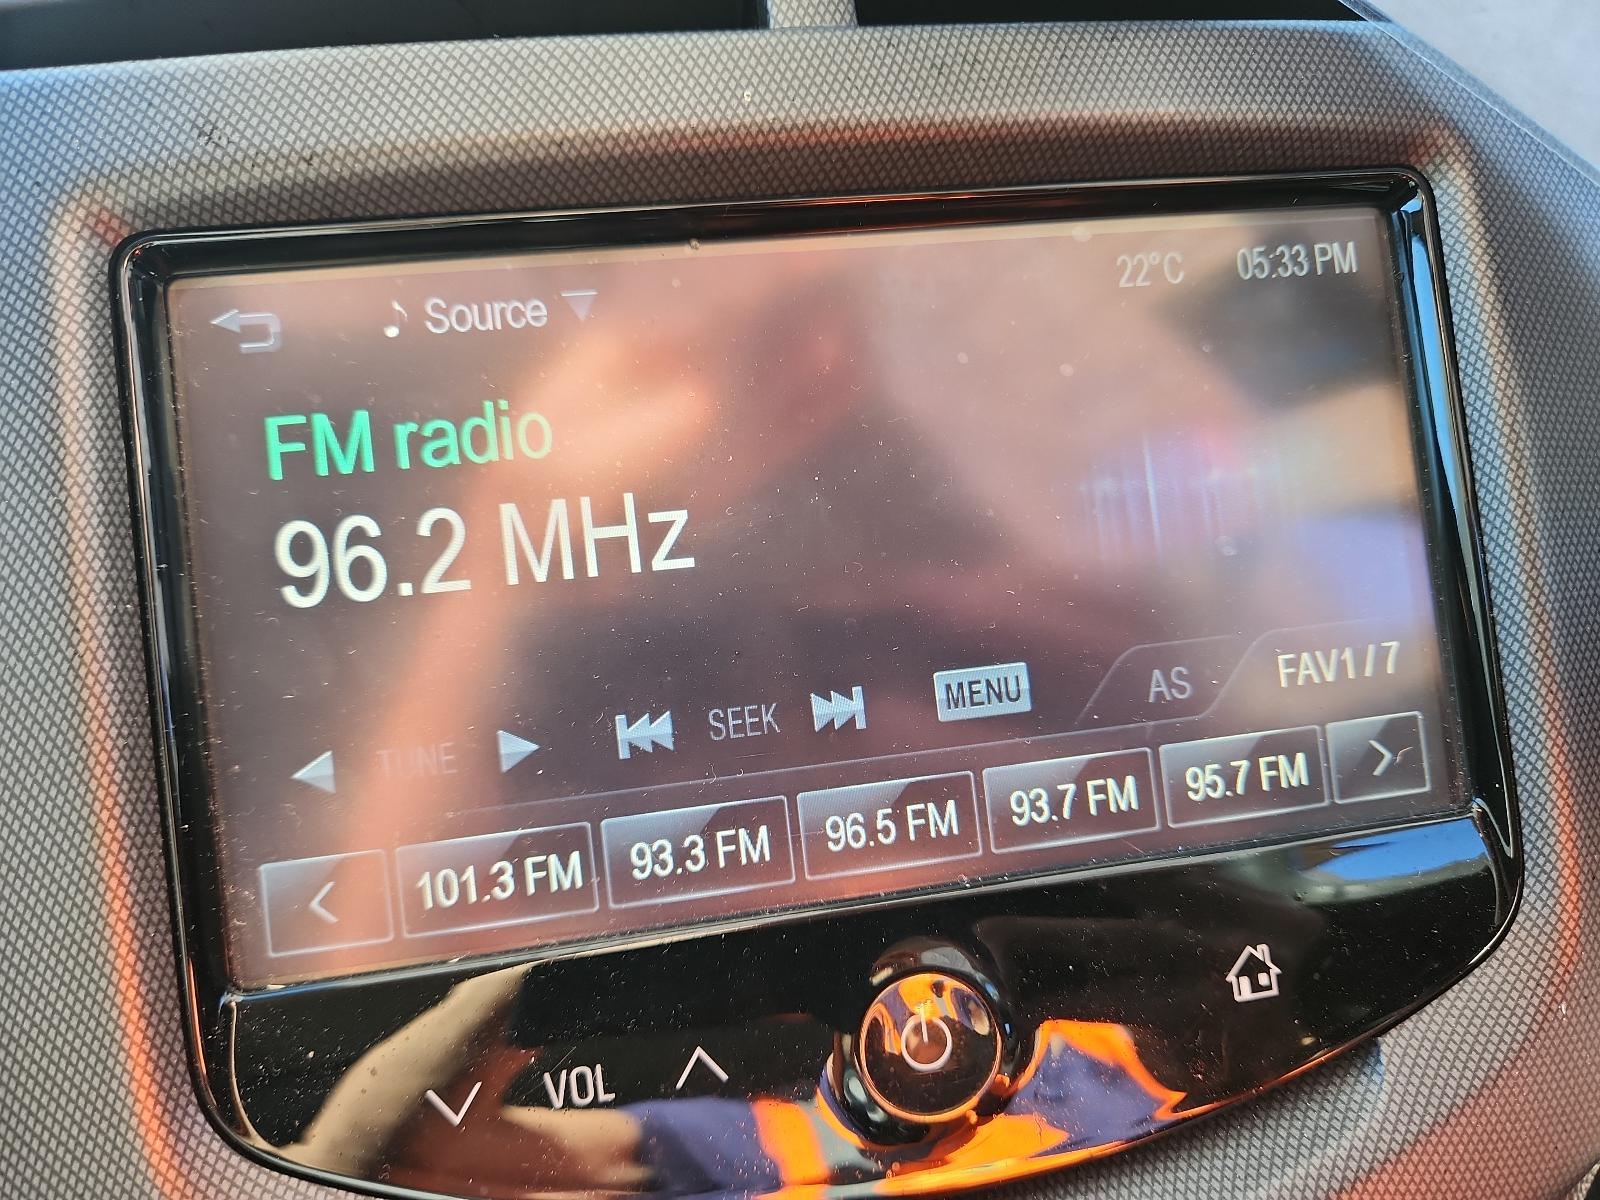 Source
22°C
05:33 PM
FM radio
96.2 MHz
TUNE
SEEK
MENU
AS
FAV1/7
101.3 FM
93.3 FM
96.5 FM
93.7 FM
95.7 FM
VOL